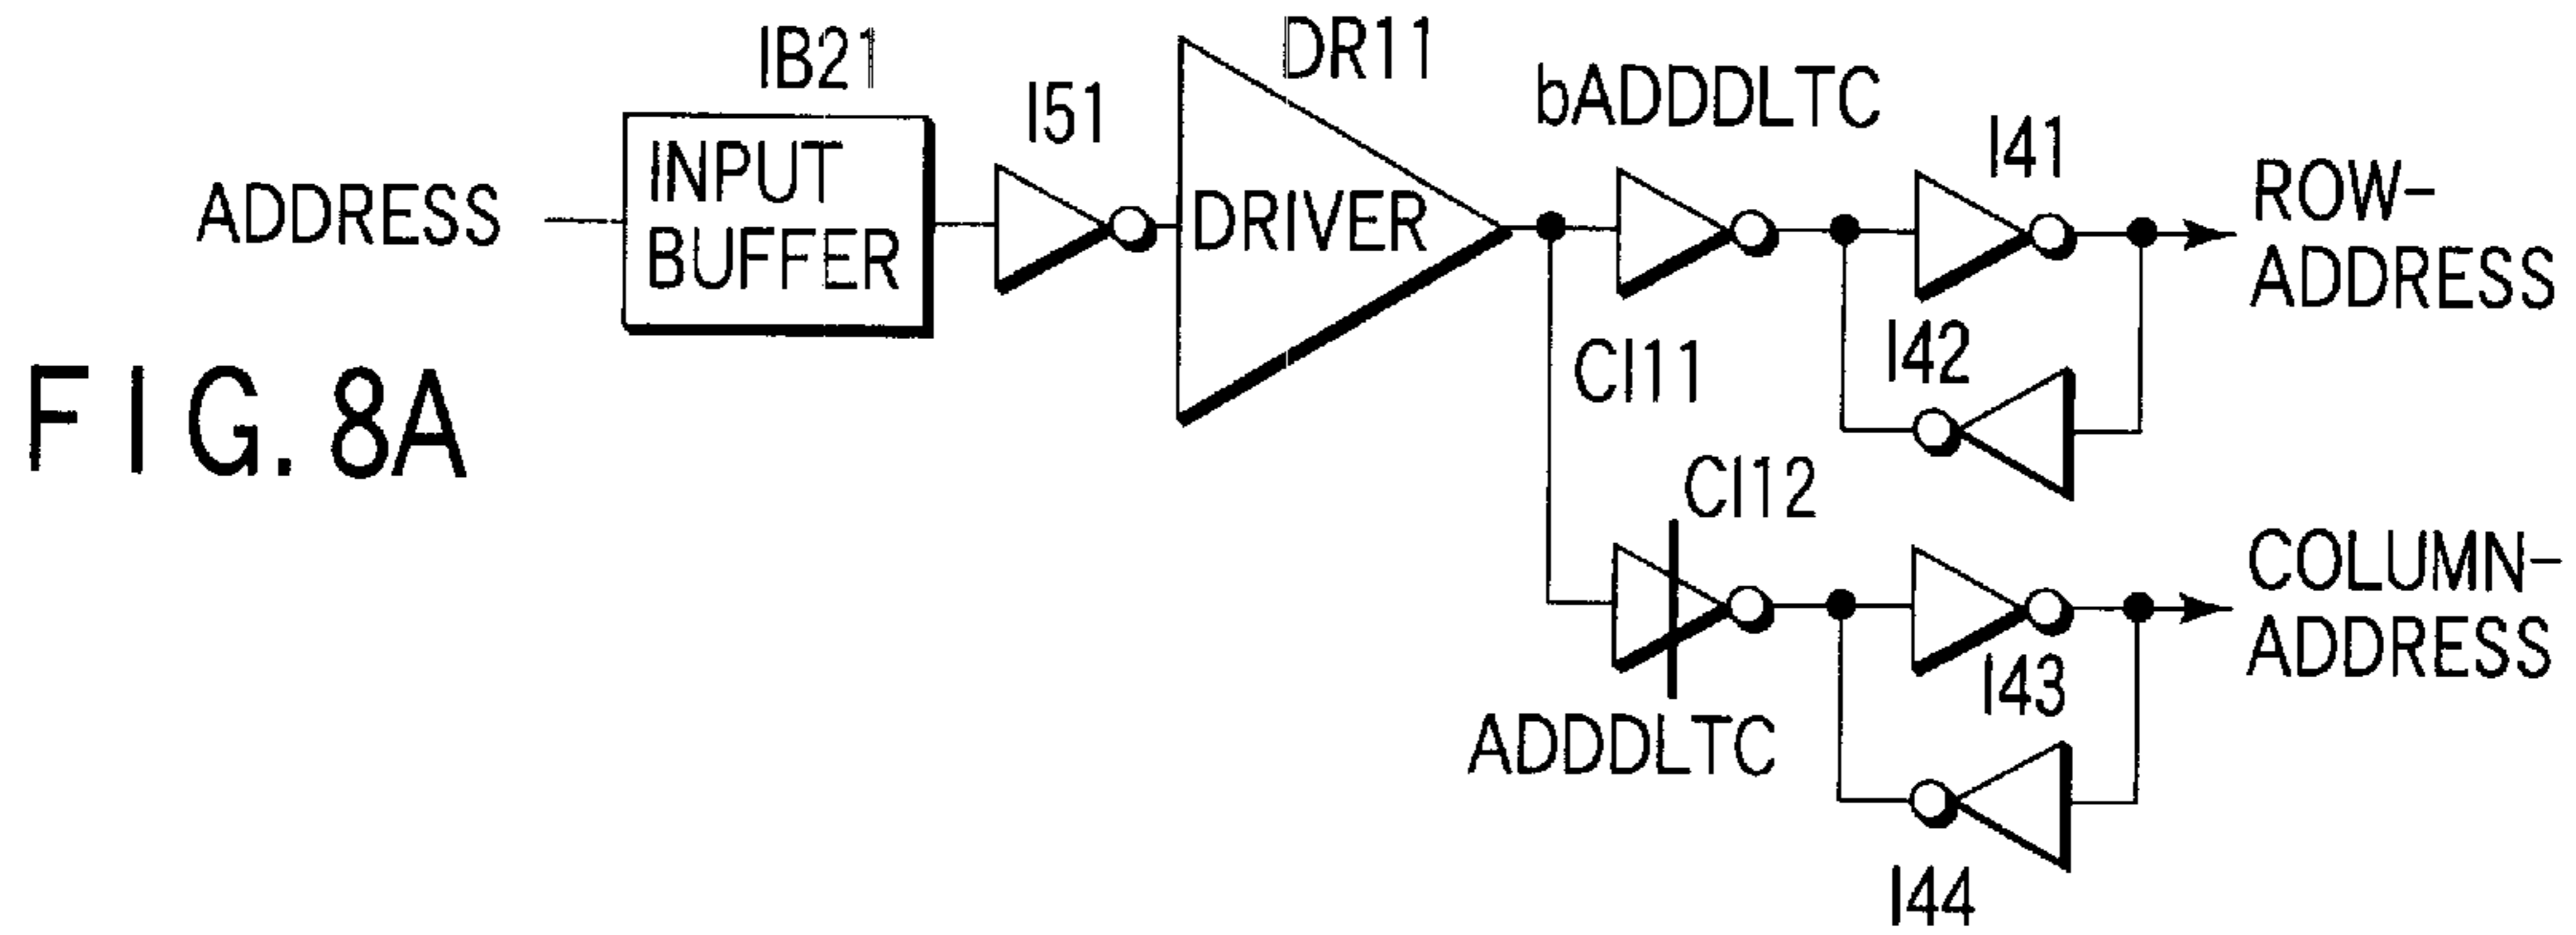 IB21
DR11
I51
bADDDLTC
I41
ADDRESS
INPUT
BUFFER
DRIVER
ROW-
ADDRESS
CI11
I42
FIG. 8A
CI12
COLUMN-
ADDRESS
I43
ADDDLTC
I44